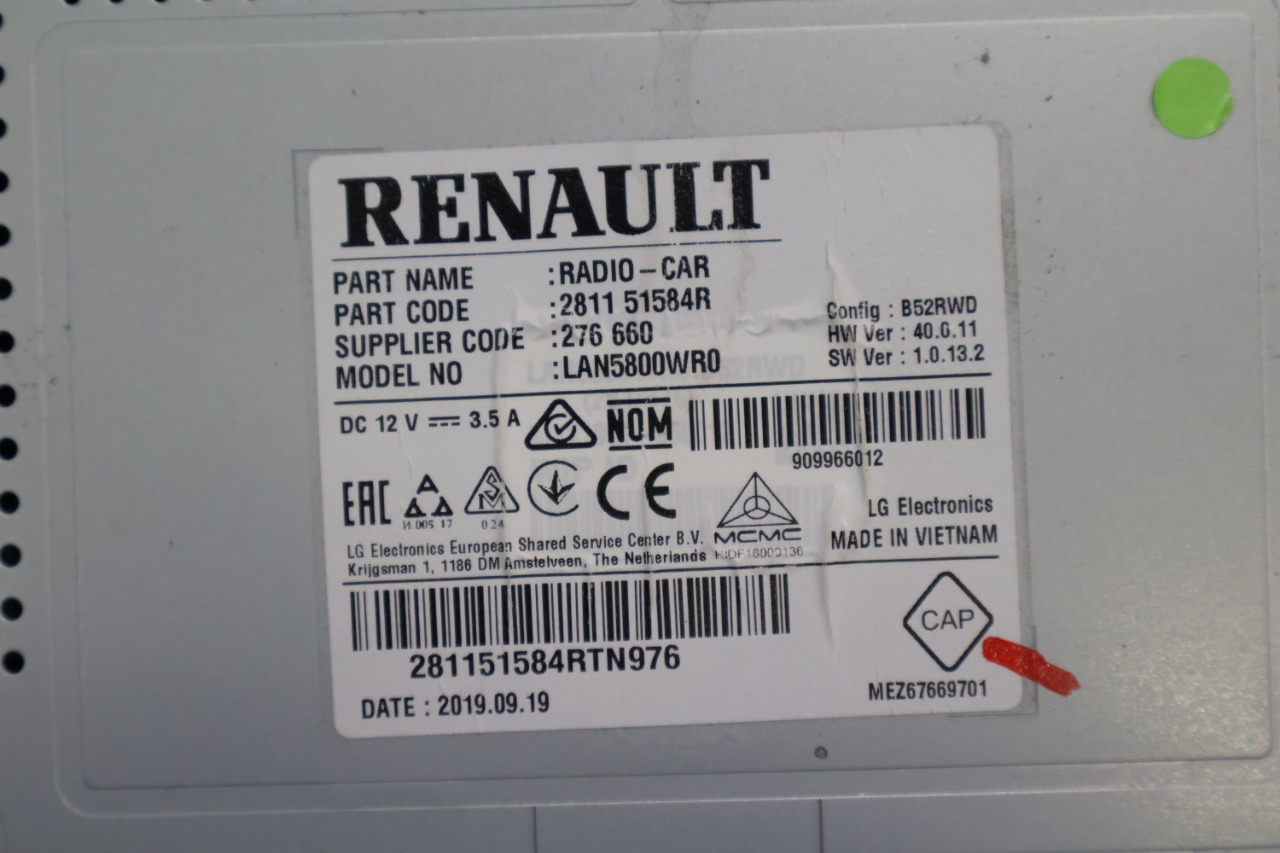 RENAULT
PART NAME : RADIO-CAR
PART CODE : 2811 51584R
SUPPLIER CODE : 276 660
MODEL NO : LAN5800WR0
Config : B52RWD
HW Ver : 40.0.11
SW Ver : 1.0.13.2
DC 12 V 3.5 A NOM
909966012
EAC
И 005 17
024
CE
MCMC
LG Electronics
MADE IN VIETNAM
LG Electronics European Shared Service Center B.V.
Krijgsman 1, 1186 DM Amstelveen, The Netherlands
281151584RTN976
CAP
DATE : 2019.09.19
MEZ67669701